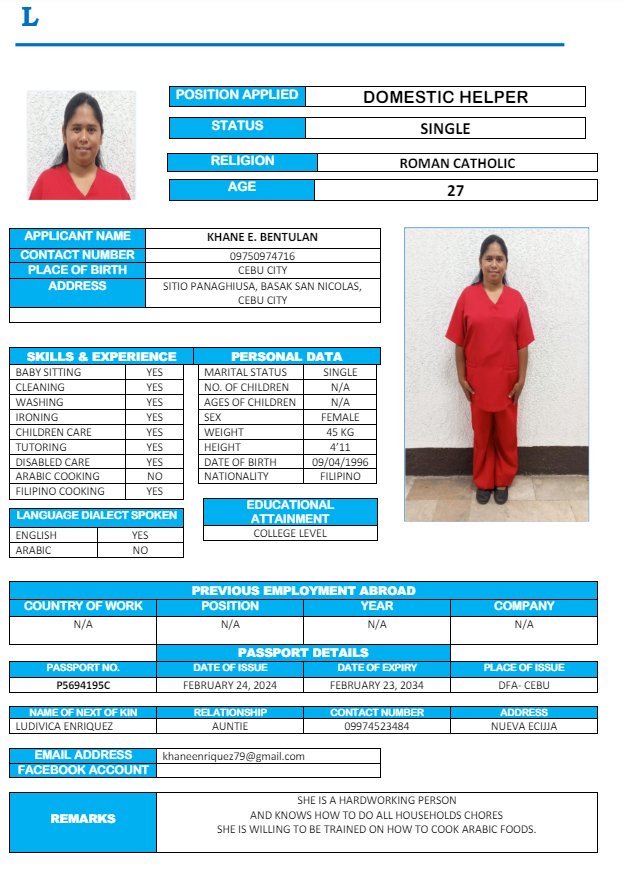 L
POSITION APPLIED DOMESTIC HELPER
STATUS SINGLE
RELIGION ROMAN CATHOLIC
AGE 27
APPLICANT NAME KHANE E. BENTULAN
CONTACT NUMBER 09750974716
PLACE OF BIRTH CEBU CITY
ADDRESS SITIO PANAGHIUSA, BASAK SAN NICOLAS,
CEBU CITY
SKILLS & EXPERIENCE
BABY SITTING YES
CLEANING YES
WASHING YES
IRONING YES
CHILDREN CARE YES
TUTORING YES
DISABLED CARE YES
ARABIC COOKING NO
FILIPINO COOKING YES
LANGUAGE DIALECT SPOKEN
ENGLISH YES
ARABIC NO
PERSONAL DATA
MARITAL STATUS SINGLE
NO. OF CHILDREN N/A
AGES OF CHILDREN N/A
SEX FEMALE
WEIGHT 45 KG
HEIGHT 4’11
DATE OF BIRTH 09/04/1996
NATIONALITY FILIPINO
EDUCATIONAL
ATTAINMENT
COLLEGE LEVEL
PREVIOUS EMPLOYMENT ABROAD
COUNTRY OF WORK POSITION YEAR COMPANY
N/A N/A N/A N/A
PASSPORT DETAILS
PASSPORT NO. DATE OF ISSUE DATE OF EXPIRY PLACE OF ISSUE
P5694195C FEBRUARY 24, 2024 FEBRUARY 23, 2034 DFA- CEBU
NAME OF NEXT OF KIN RELATIONSHIP CONTACT NUMBER ADDRESS
LUDIVICA ENRIQUEZ AUNTIE 09974523484 NUEVA ECIJJA
EMAIL ADDRESS khaneenriquez79@gmail.com
FACEBOOK ACCOUNT
REMARKS
SHE IS A HARDWORKING PERSON
AND KNOWS HOW TO DO ALL HOUSEHOLDS CHORES
SHE IS WILLING TO BE TRAINED ON HOW TO COOK ARABIC FOODS.